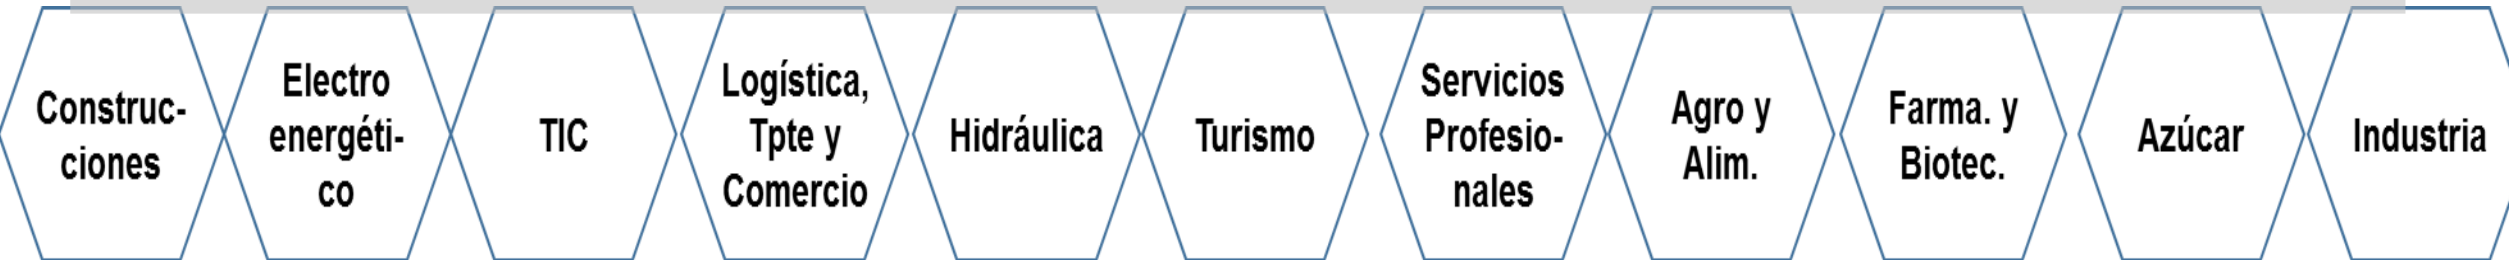 Construc-
ciones
Electro
energéti-
co
TIC
Logística,
Tpte y
Comercio
Hidráulica
Turismo
Servicios
Profesio-
nales
Agro y
Alim.
Farma. y
Biotec.
Azúcar
Industria